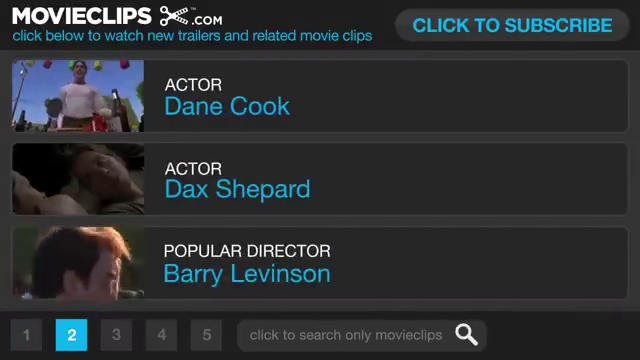 MOVIECLIPS .COM
click below to watch new trailers and related movie clips
CLICK TO SUBSCRIBE
ACTOR
Dane Cook
ACTOR
Dax Shepard
POPULAR DIRECTOR
Barry Levinson
1 2 3 4 5
click to search only movieclips